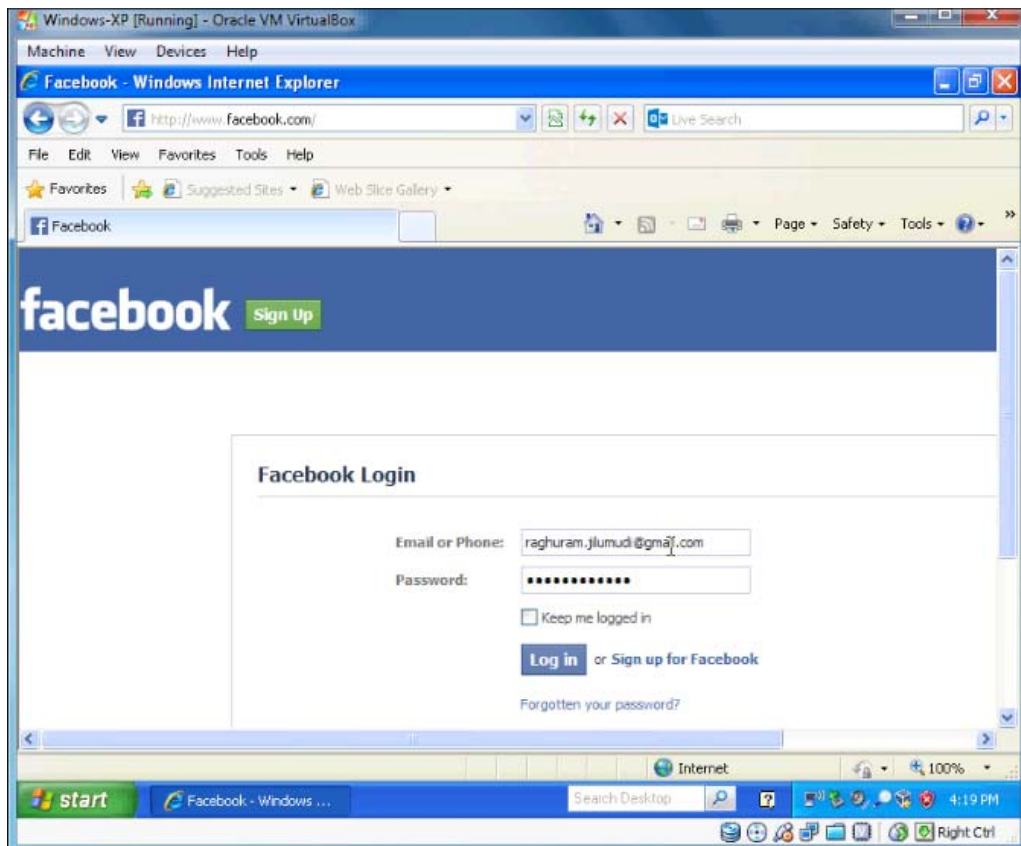 Windows-XP [Running] - Oracle VM VirtualBox
Machine View Devices Help
Facebook - Windows Internet Explorer
http://www.facebook.com/ Live Search
File Edit View Favorites Tools Help
Favorites Suggested Sites Web Slice Gallery
Facebook Page Safety Tools »
facebook Sign Up
Facebook Login
Email or Phone: raghuram.jilumudi@gmail.com
Password: ••••••••••••
Keep me logged in
Log in or Sign up for Facebook
Forgotten your password?
Internet 100%
start Facebook - Windows ... Search Desktop 4:19 PM
Right Ctrl